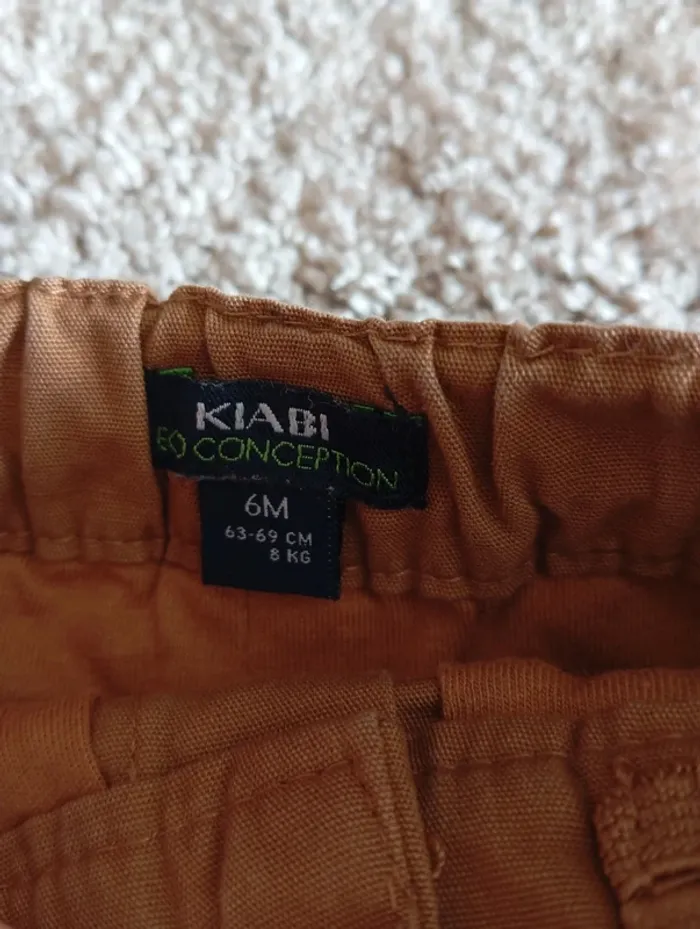 KIABI
ECO CONCEPTION
6M
63-69 CM
8 KG